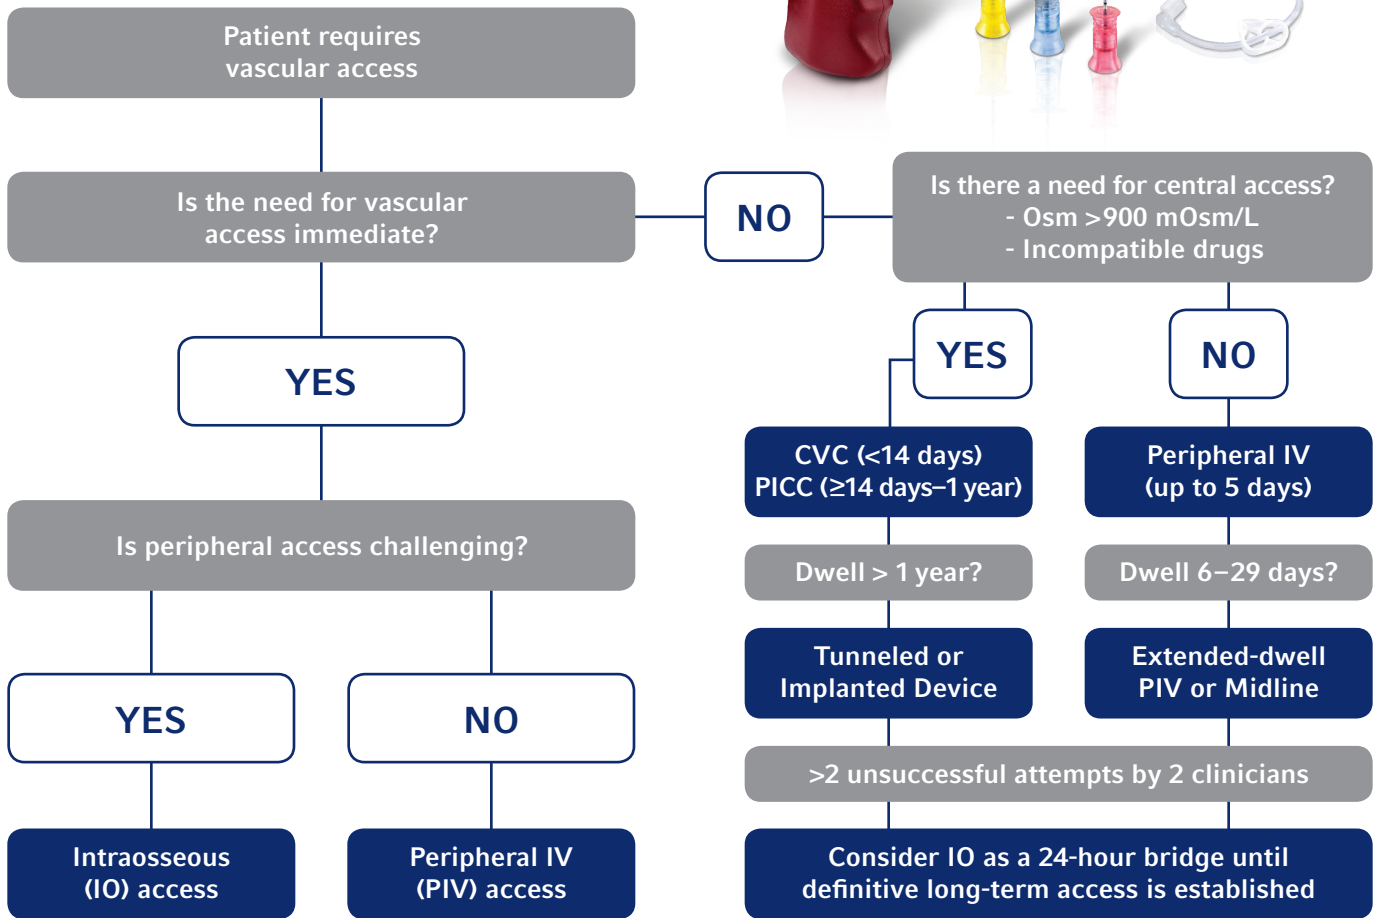 Patient requires
vascular access
Is the need for vascular
access immediate?
NO
Is there a need for central access?
- Osm >900 mOsm/L
- Incompatible drugs
YES
YES
NO
CVC (<14 days)
PICC (≥14 days–1 year)
Peripheral IV
(up to 5 days)
Is peripheral access challenging?
Dwell > 1 year?
Dwell 6–29 days?
Tunneled or
Implanted Device
Extended-dwell
PIV or Midline
YES
NO
>2 unsuccessful attempts by 2 clinicians
Intraosseous
(IO) access
Peripheral IV
(PIV) access
Consider IO as a 24-hour bridge until
definitive long-term access is established